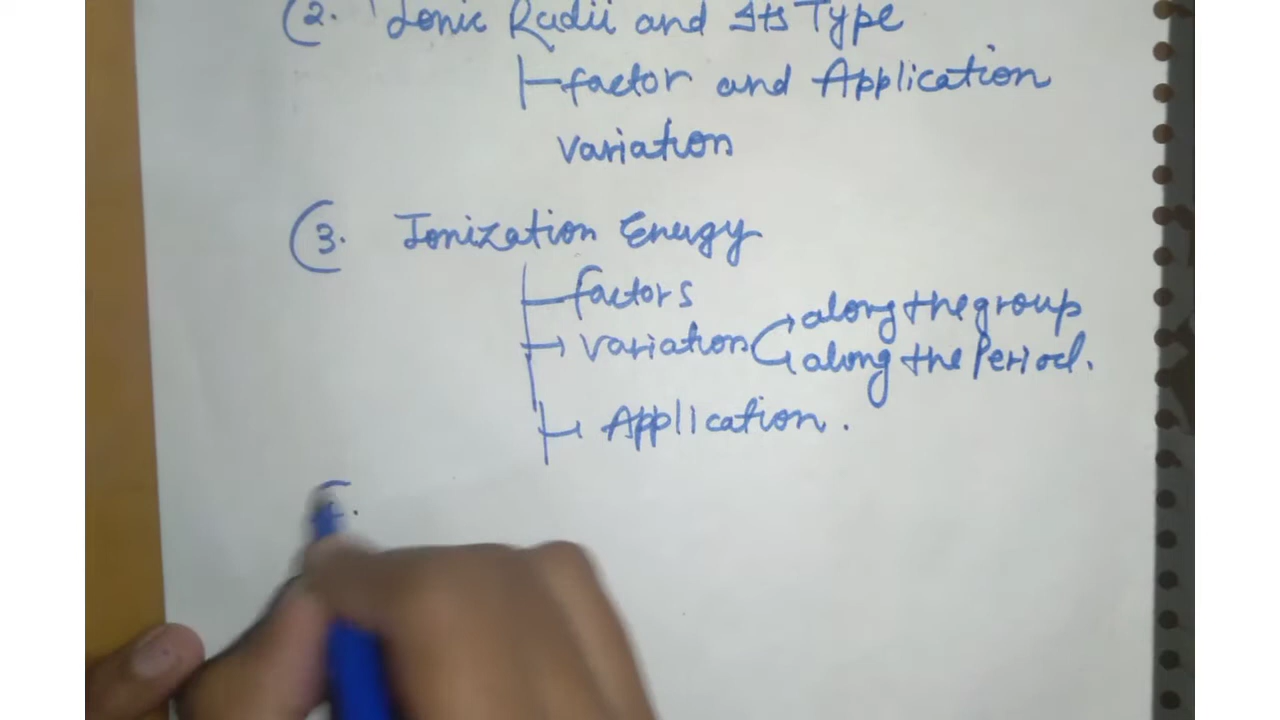 (2. Ionic Radii and Its Type
factor and Application
variation
(3. Ionization Energy
factors
→ variation → along the group
→ along the Period.
→ Application.